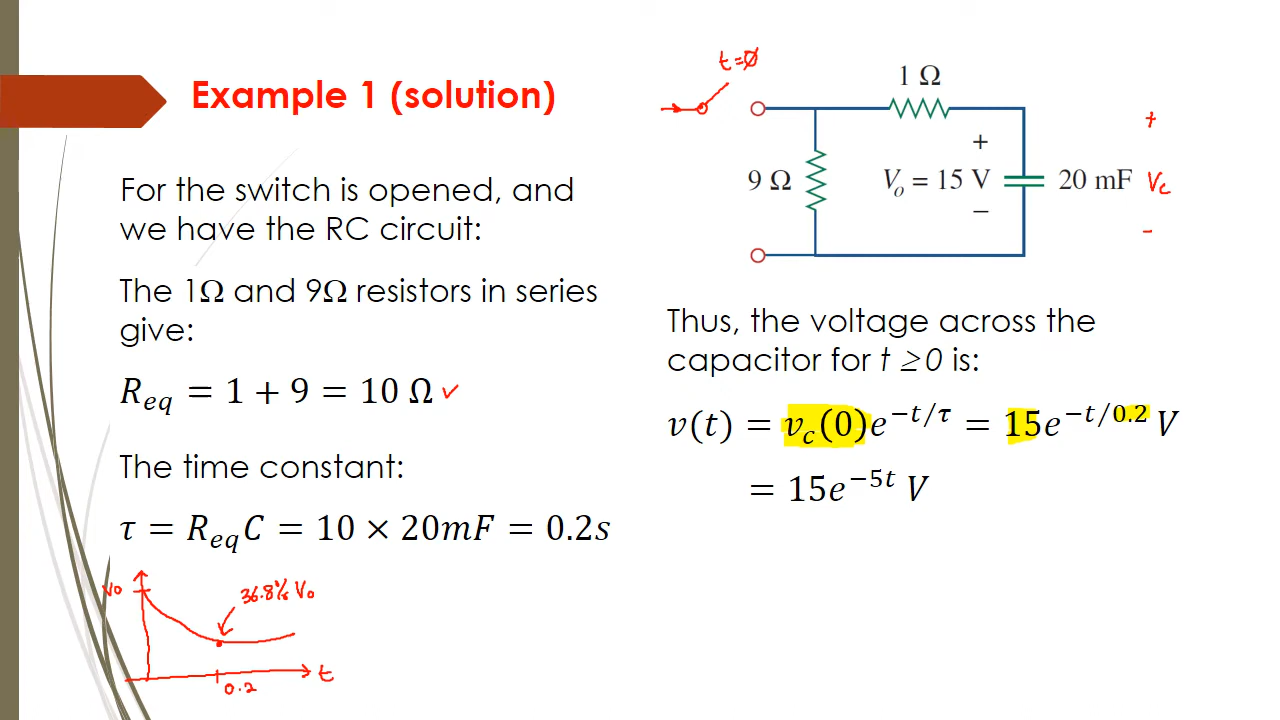 Example 1 (solution)
For the switch is opened, and
we have the RC circuit:
The 1Ω and 9Ω resistors in series
give:
R_eq = 1 + 9 = 10 Ω ✓
The time constant:
τ = R_eq C = 10 × 20mF = 0.2s
V0
36.8% V0
0.2
t
t=0
1 Ω
9 Ω
+
V_o = 15 V
−
20 mF
+
Vc
-
Thus, the voltage across the
capacitor for t ≥0 is:
v(t) = v_c(0)e^{−t/τ} = 15e^{−t/0.2} V
= 15e^{−5t} V